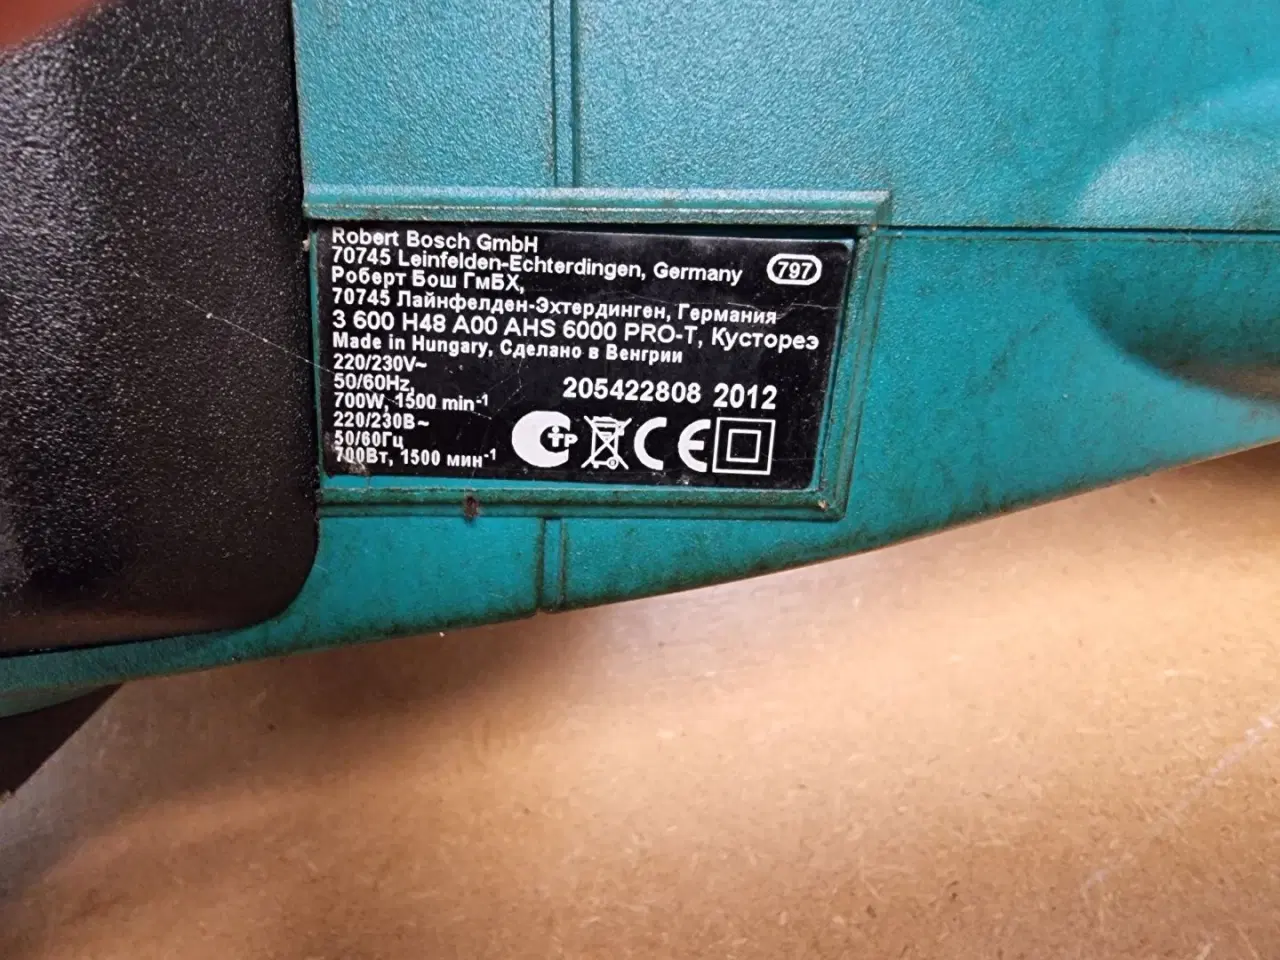 Robert Bosch GmbH
70745 Leinfelden-Echterdingen, Germany 797
Роберт Бош ГмБХ,
70745 Лайнфелден-Эхтердинген, Германия
3 600 H48 A00 AHS 6000 PRO-T, Кусторез
Made in Hungary, Сделано в Венгрии
220/230V~
50/60Hz,
700W, 1500 min-1
205422808 2012
220/230В~
50/60Гц
700Вт, 1500 мин-1
СтР
CE